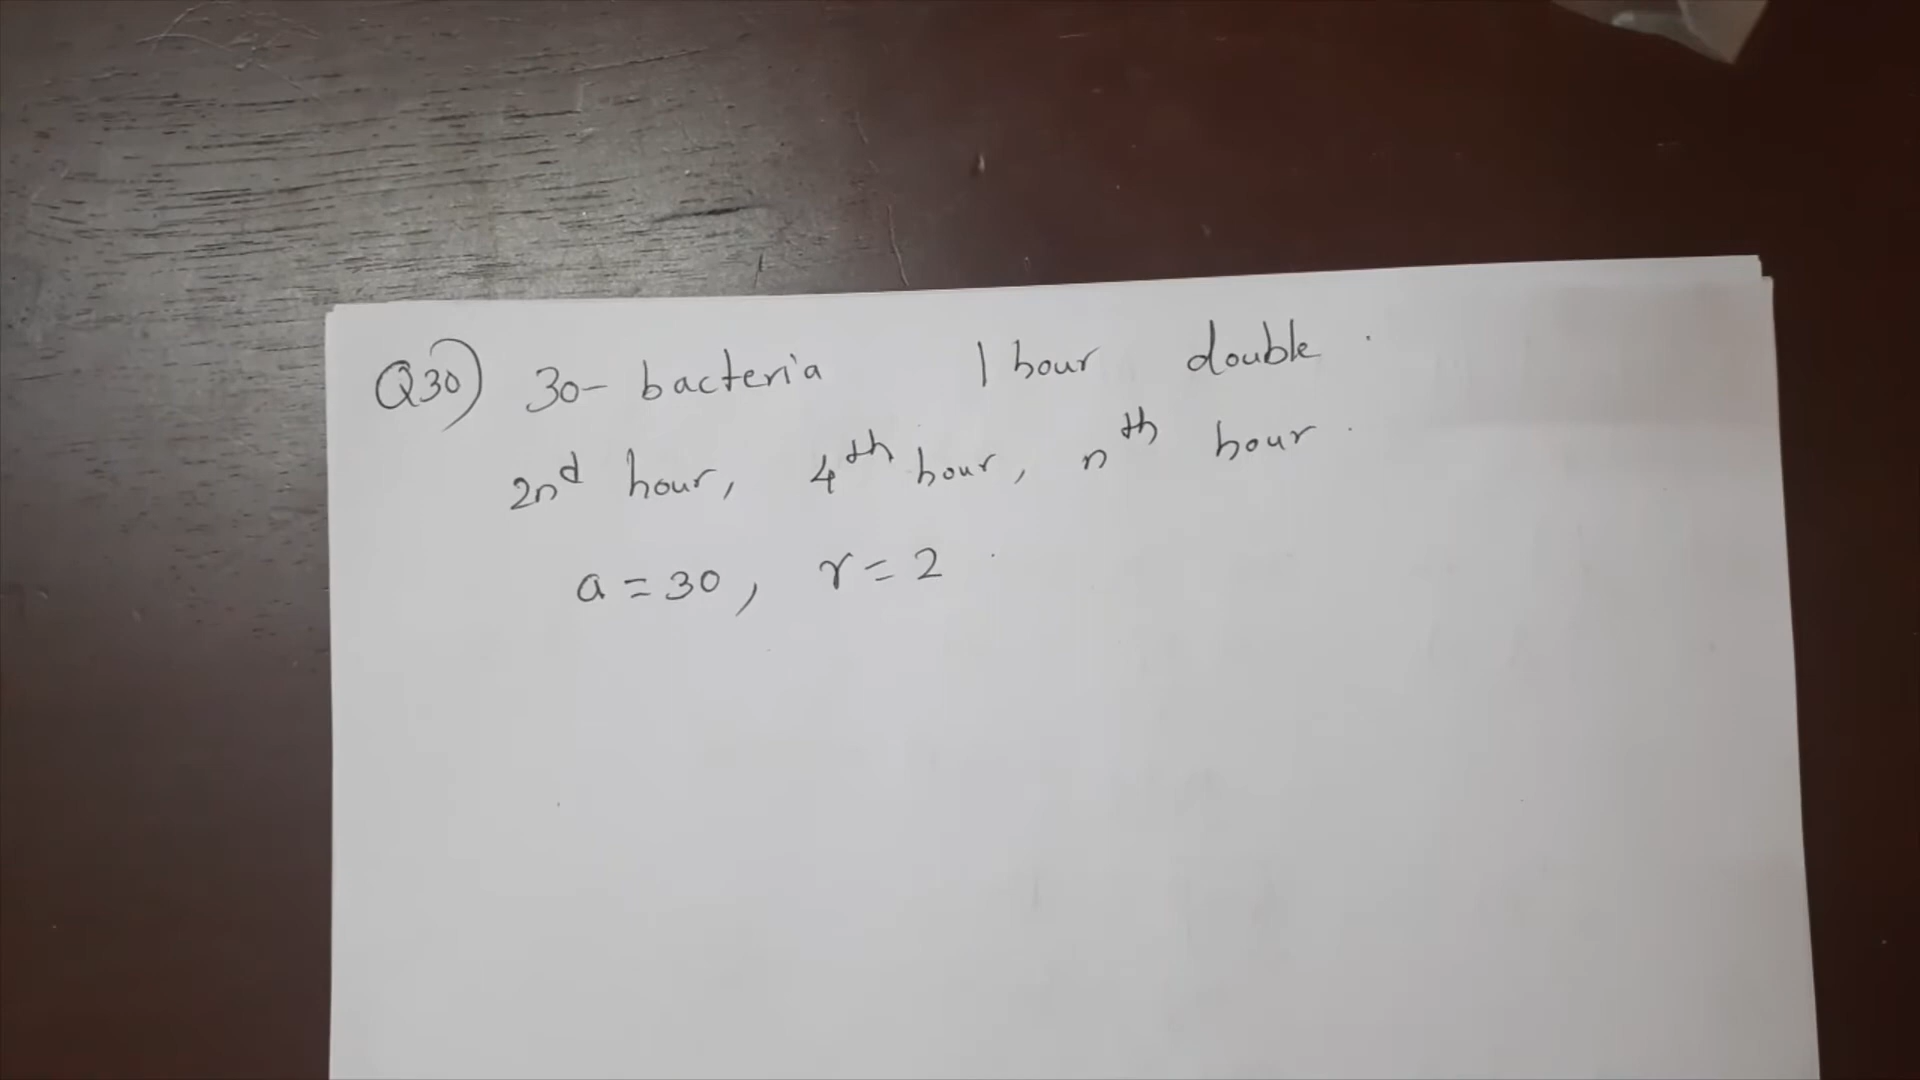 Q30) 30- bacteria 1 hour double.
2nd hour, 4th hour, nth hour.
a = 30, r = 2